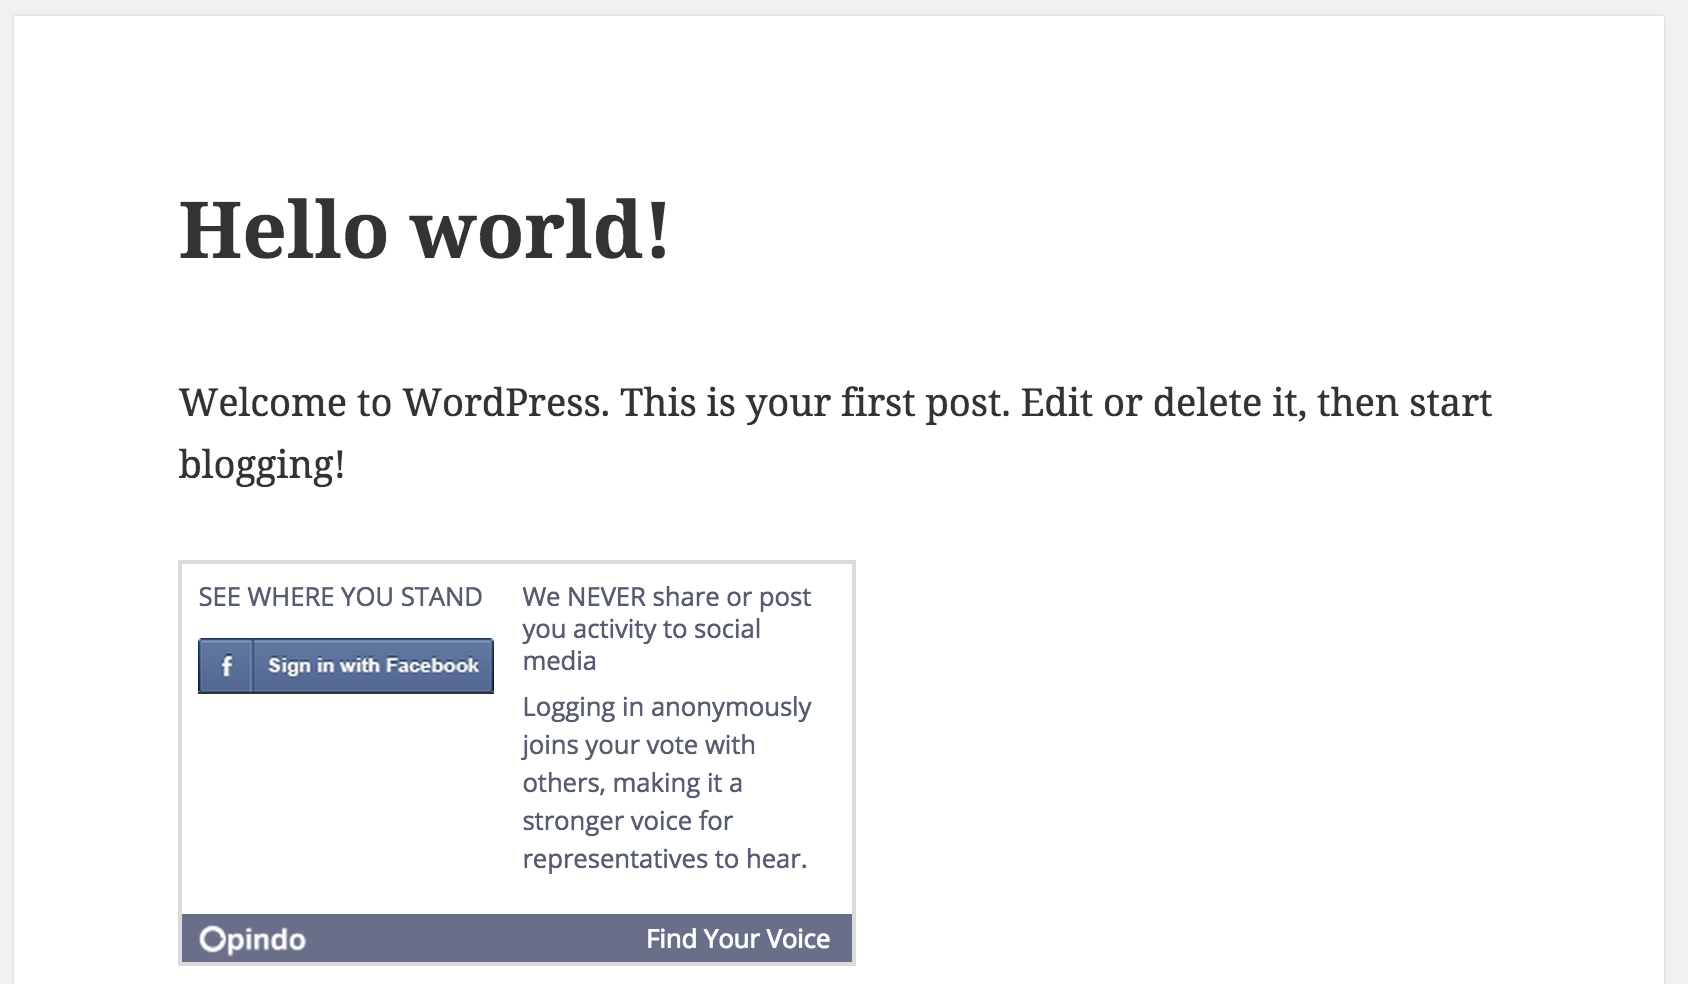 Hello world!
Welcome to WordPress. This is your first post. Edit or delete it, then start
blogging!
SEE WHERE YOU STAND
f Sign in with Facebook
We NEVER share or post
you activity to social
media
Logging in anonymously
joins your vote with
others, making it a
stronger voice for
representatives to hear.
Opindo
Find Your Voice